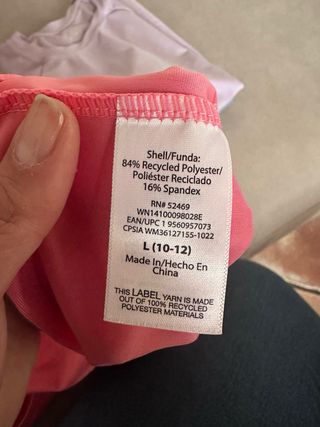 Shell/Funda:
84% Recycled Polyester/
Poliéster Reciclado
16% Spandex
RN# 52469
WN14100098028E
EAN/UPC 1 9560957073
CPSIA WM36127155-1022
L (10-12)
Made In/Hecho En
China
THIS LABEL YARN IS MADE
OUT OF 100% RECYCLED
POLYESTER MATERIALS